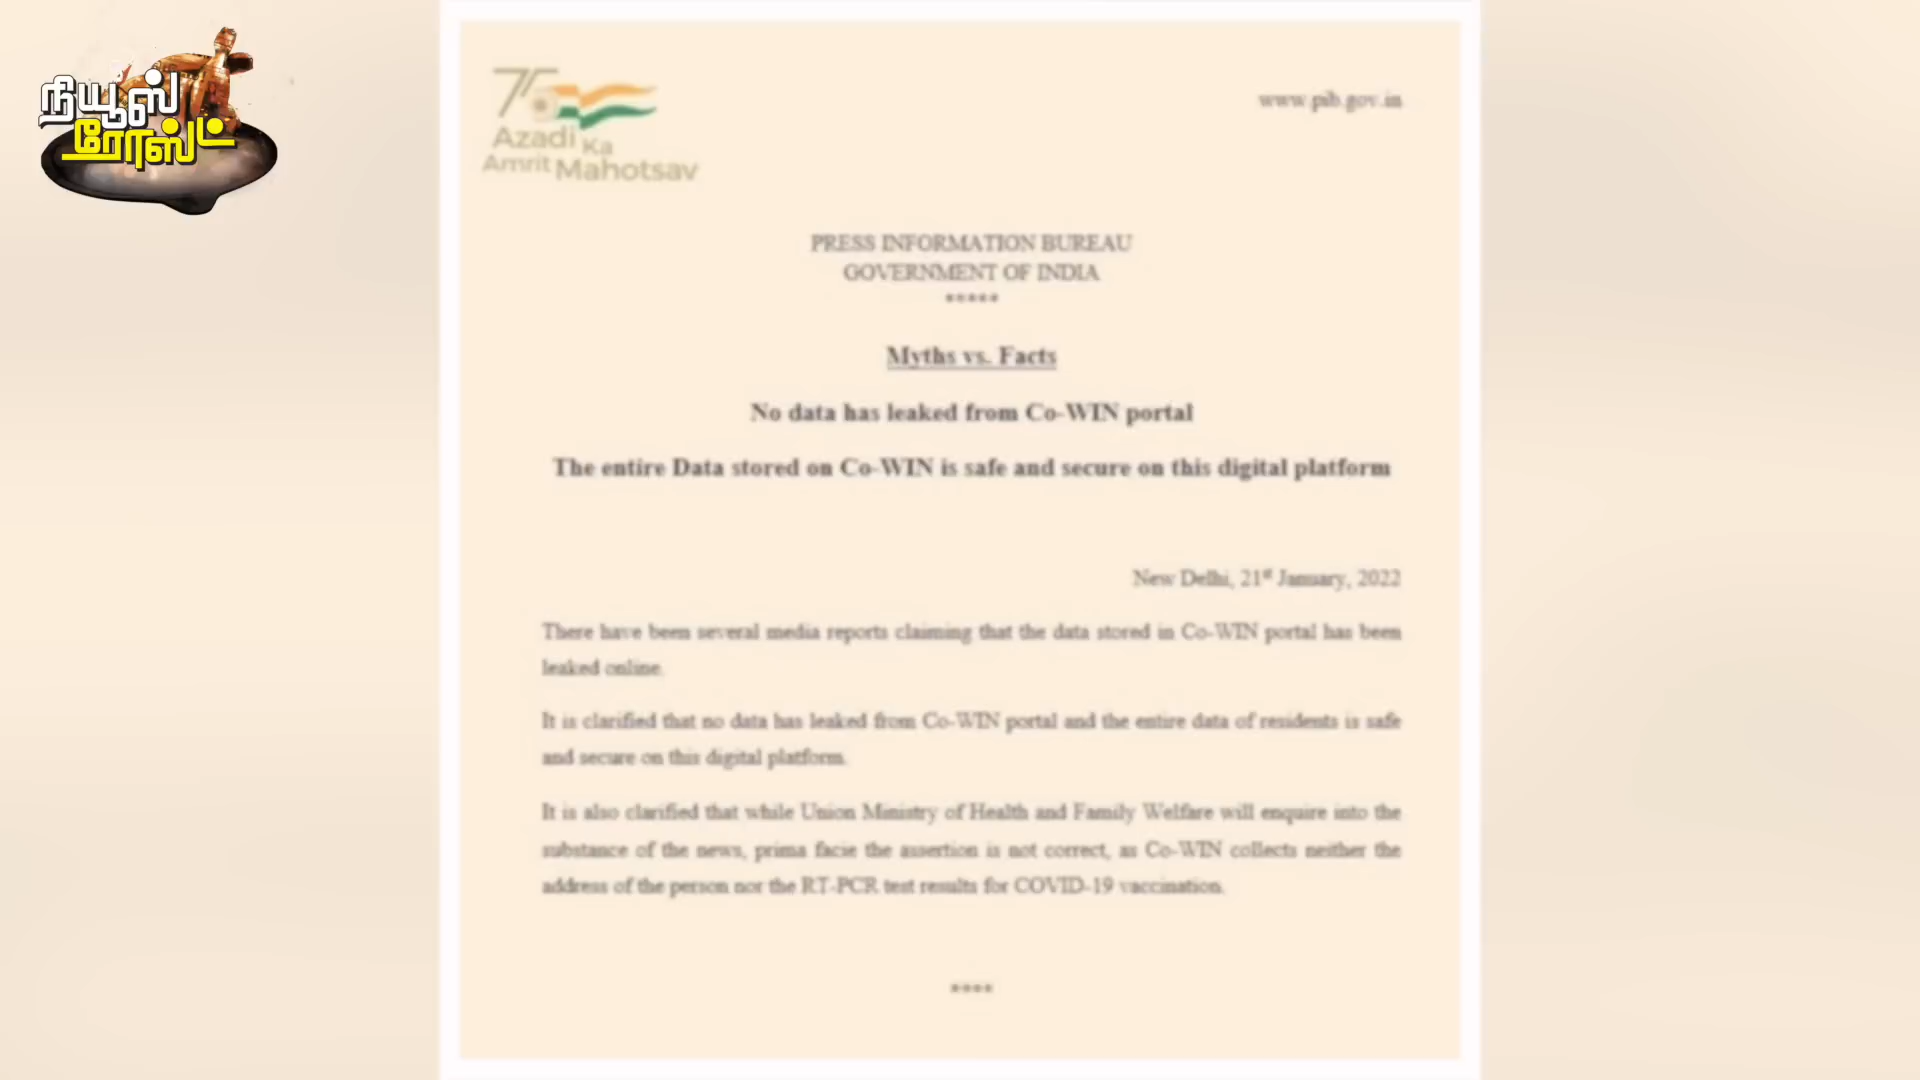 நியூஸ்
ரோஸ்ட்
75
Azadi Ka
Amrit Mahotsav
www.pib.gov.in
PRESS INFORMATION BUREAU
GOVERNMENT OF INDIA
*****
Myths vs. Facts
No data has leaked from Co-WIN portal
The entire Data stored on Co-WIN is safe and secure on this digital platform
New Delhi, 21st January, 2022
There have been several media reports claiming that the data stored in Co-WIN portal has been
leaked online.
It is clarified that no data has leaked from Co-WIN portal and the entire data of residents is safe
and secure on this digital platform.
It is also clarified that while Union Ministry of Health and Family Welfare will enquire into the
substance of the news, prima facie the assertion is not correct, as Co-WIN collects neither the
address of the person nor the RT-PCR test results for COVID-19 vaccination.
****